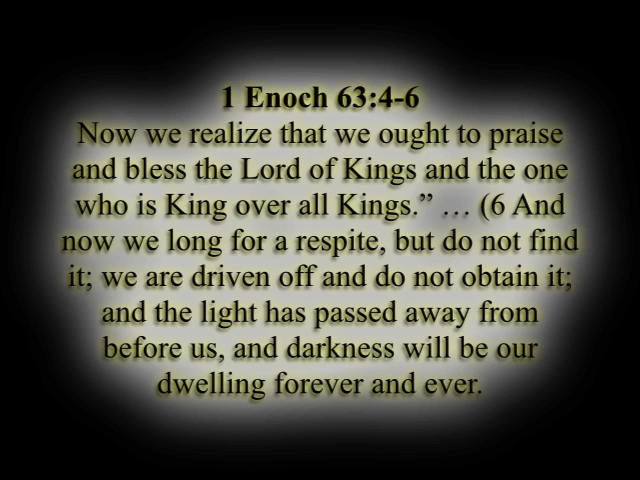 1 Enoch 63:4-6
Now we realize that we ought to praise
and bless the Lord of Kings and the one
who is King over all Kings.” … (6 And
now we long for a respite, but do not find
it; we are driven off and do not obtain it;
and the light has passed away from
before us, and darkness will be our
dwelling forever and ever.